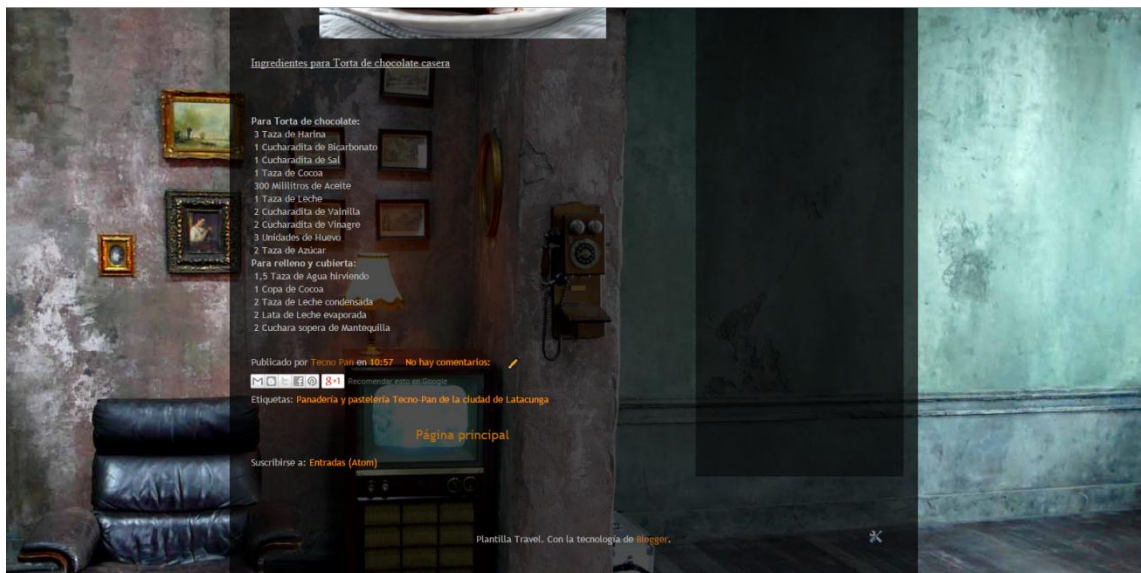 Ingredientes para Torta de chocolate casera
Para Torta de chocolate:
3 Taza de Harina
1 Cucharadita de Bicarbonato
1 Cucharadita de Sal
1 Taza de Cocoa
300 Mililitros de Aceite
1 Taza de Leche
2 Cucharadita de Vainilla
2 Cucharadita de Vinagre
3 Unidades de Huevo
2 Taza de Azúcar
Para relleno y cubierta:
1,5 Taza de Agua hirviendo
1 Copa de Cocoa
2 Taza de Leche condensada
2 Lata de Leche evaporada
2 Cuchara sopera de Mantequilla
Publicado por Tecno Pan en 10:57 No hay comentarios:
g+1 Recomendar esto en Google
Etiquetas: Panadería y pastelería Tecno-Pan de la ciudad de Latacunga
Página principal
Suscribirse a: Entradas (Atom)
Plantilla Travel. Con la tecnología de Blogger.